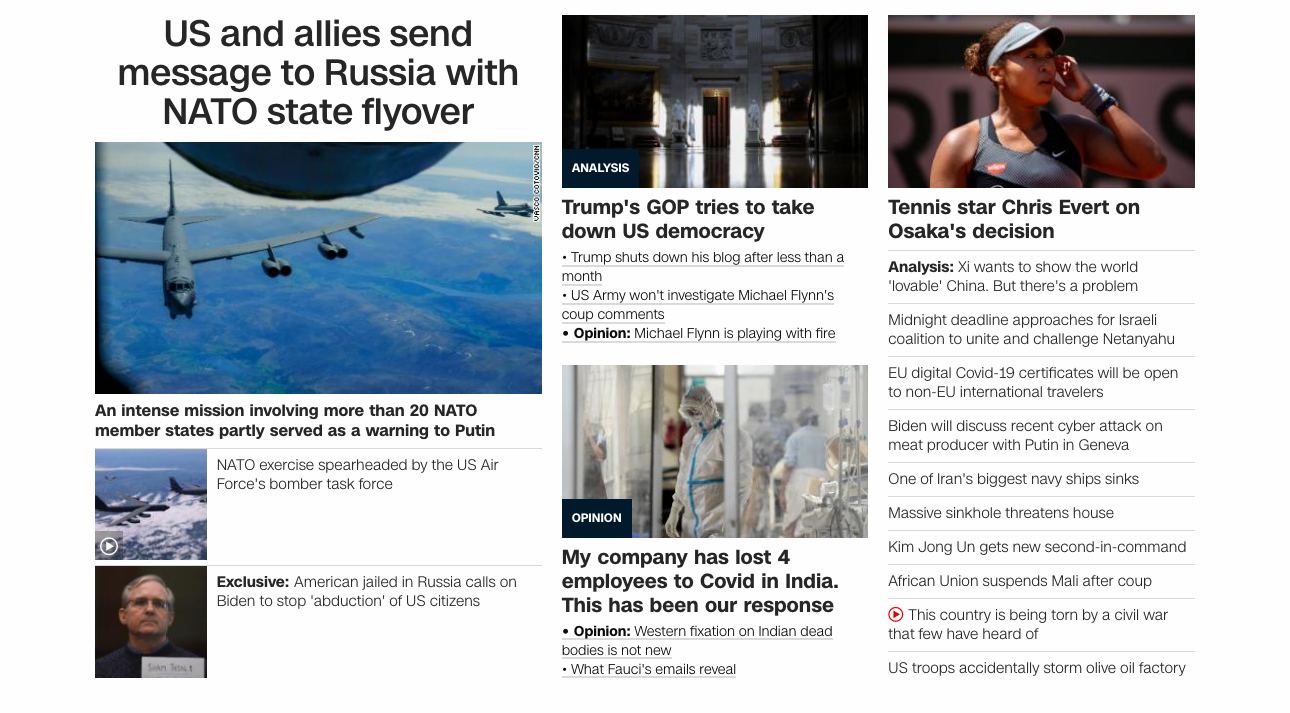 US and allies send
message to Russia with
NATO state flyover
VASCO COTOVIO/CNN
An intense mission involving more than 20 NATO
member states partly served as a warning to Putin
NATO exercise spearheaded by the US Air
Force's bomber task force
Exclusive: American jailed in Russia calls on
Biden to stop 'abduction' of US citizens
SHAM TRIAL!
ANALYSIS
Trump's GOP tries to take
down US democracy
• Trump shuts down his blog after less than a
month
• US Army won't investigate Michael Flynn's
coup comments
• Opinion: Michael Flynn is playing with fire
OPINION
My company has lost 4
employees to Covid in India.
This has been our response
• Opinion: Western fixation on Indian dead
bodies is not new
• What Fauci's emails reveal
Tennis star Chris Evert on
Osaka's decision
Analysis: Xi wants to show the world
'lovable' China. But there's a problem
Midnight deadline approaches for Israeli
coalition to unite and challenge Netanyahu
EU digital Covid-19 certificates will be open
to non-EU international travelers
Biden will discuss recent cyber attack on
meat producer with Putin in Geneva
One of Iran's biggest navy ships sinks
Massive sinkhole threatens house
Kim Jong Un gets new second-in-command
African Union suspends Mali after coup
This country is being torn by a civil war
that few have heard of
US troops accidentally storm olive oil factory